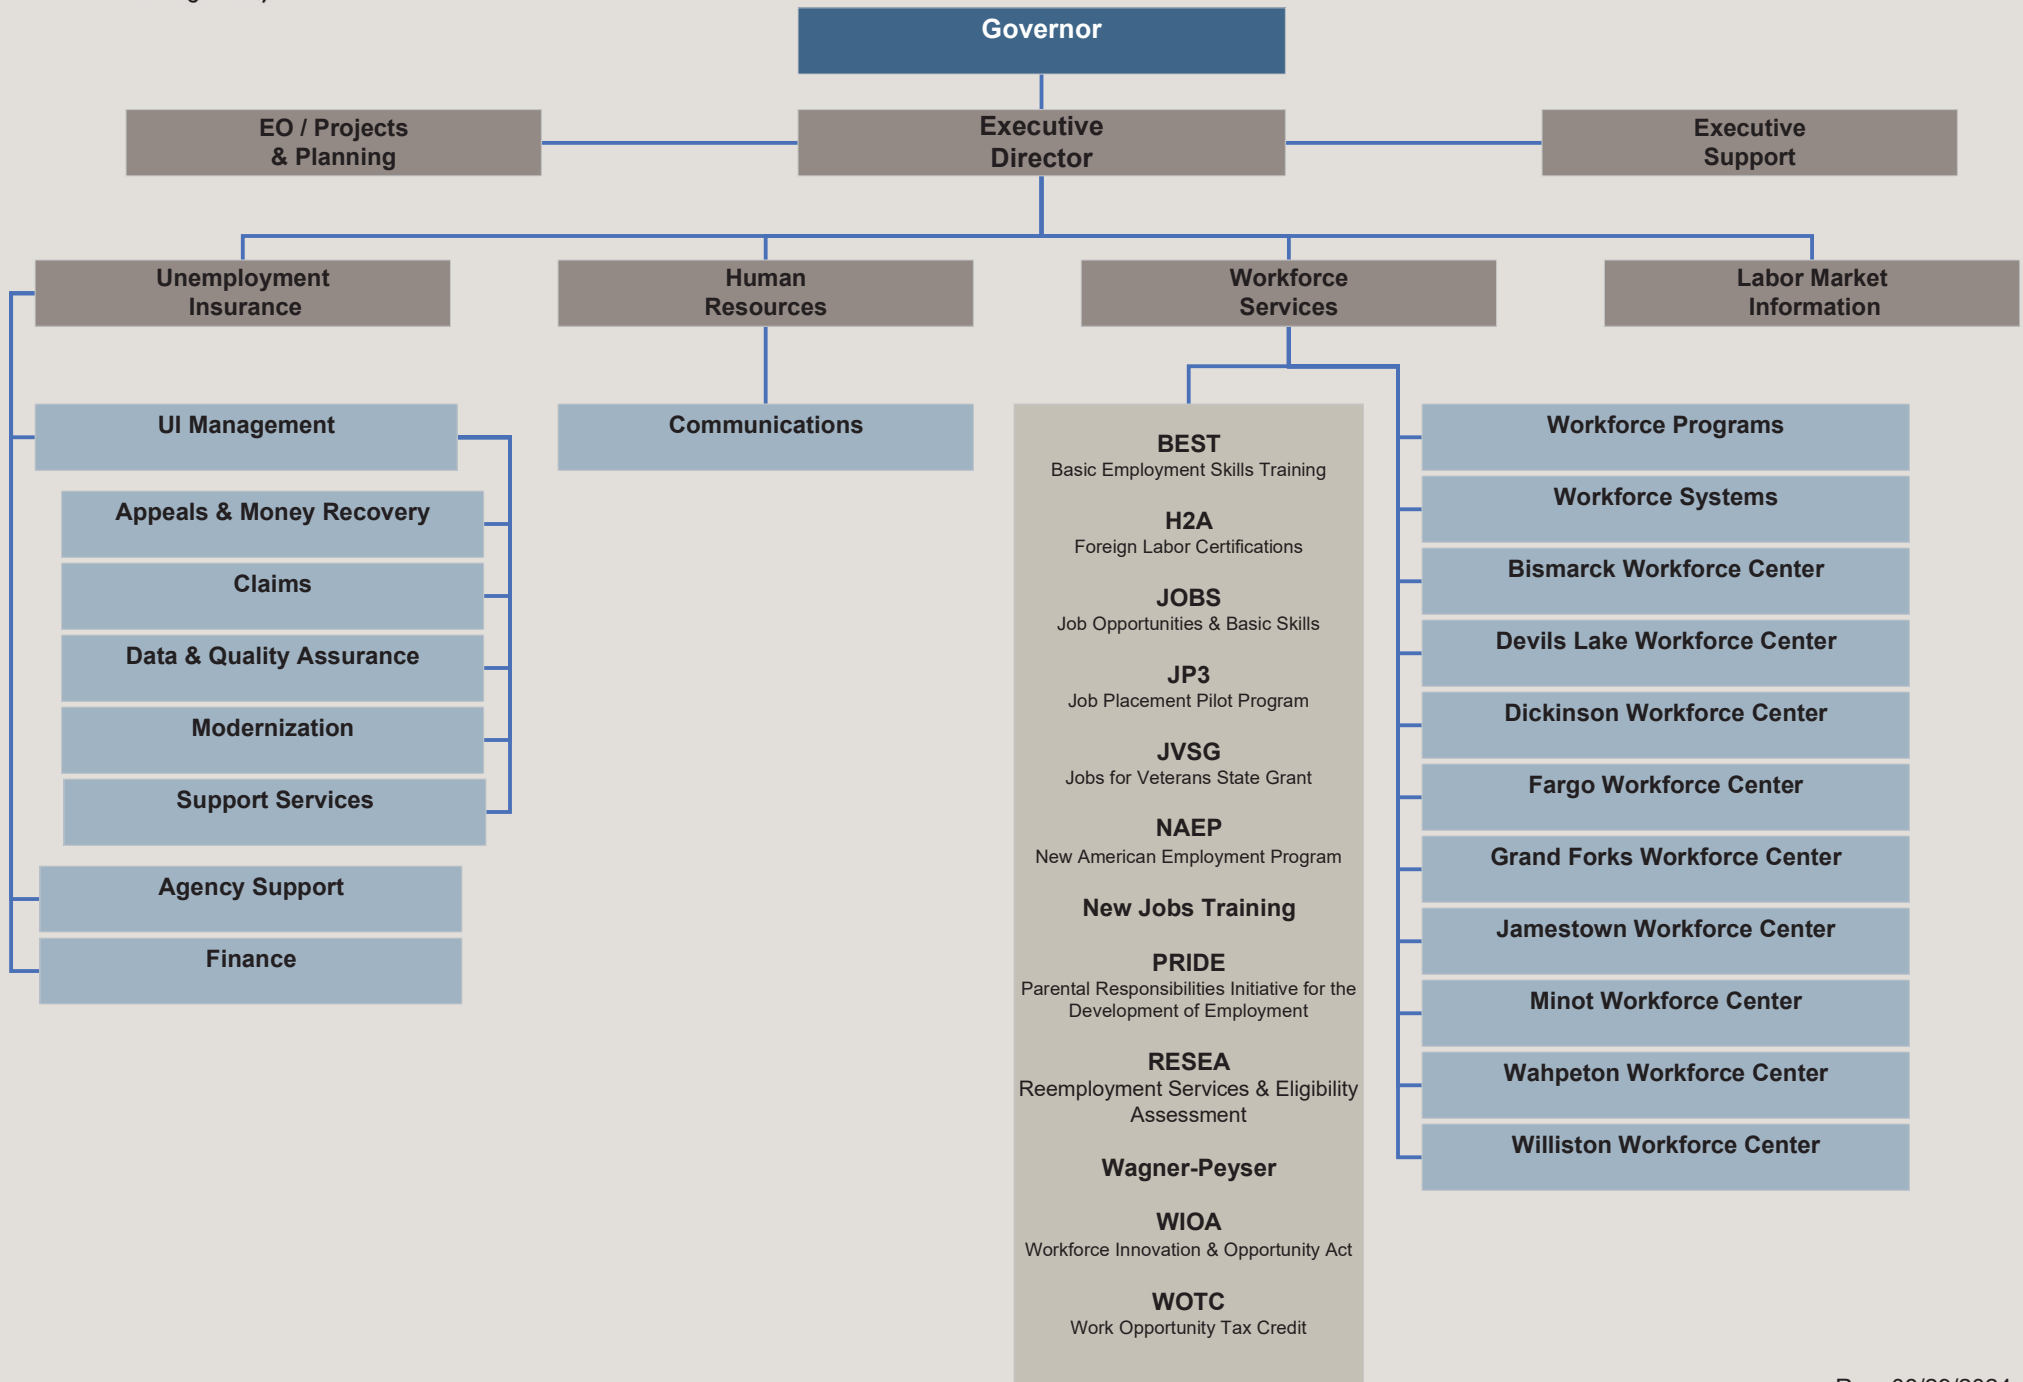 Governor
EO / Projects
& Planning
Executive
Director
Executive
Support
Unemployment
Insurance
Human
Resources
Workforce
Services
Labor Market
Information
UI Management
Appeals & Money Recovery
Claims
Data & Quality Assurance
Modernization
Support Services
Agency Support
Finance
Communications
BEST
Basic Employment Skills Training
H2A
Foreign Labor Certifications
JOBS
Job Opportunities & Basic Skills
JP3
Job Placement Pilot Program
JVSG
Jobs for Veterans State Grant
NAEP
New American Employment Program
New Jobs Training
PRIDE
Parental Responsibilities Initiative for the
Development of Employment
RESEA
Reemployment Services & Eligibility
Assessment
Wagner-Peyser
WIOA
Workforce Innovation & Opportunity Act
WOTC
Work Opportunity Tax Credit
Workforce Programs
Workforce Systems
Bismarck Workforce Center
Devils Lake Workforce Center
Dickinson Workforce Center
Fargo Workforce Center
Grand Forks Workforce Center
Jamestown Workforce Center
Minot Workforce Center
Wahpeton Workforce Center
Williston Workforce Center